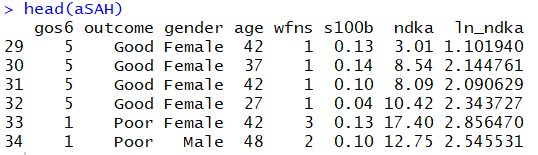 > head(aSAH)
gos6 outcome gender age wfns s100b ndka ln_ndka
29 5 Good Female 42 1 0.13 3.01 1.101940
30 5 Good Female 37 1 0.14 8.54 2.144761
31 5 Good Female 42 1 0.10 8.09 2.090629
32 5 Good Female 27 1 0.04 10.42 2.343727
33 1 Poor Female 42 3 0.13 17.40 2.856470
34 1 Poor Male 48 2 0.10 12.75 2.545531